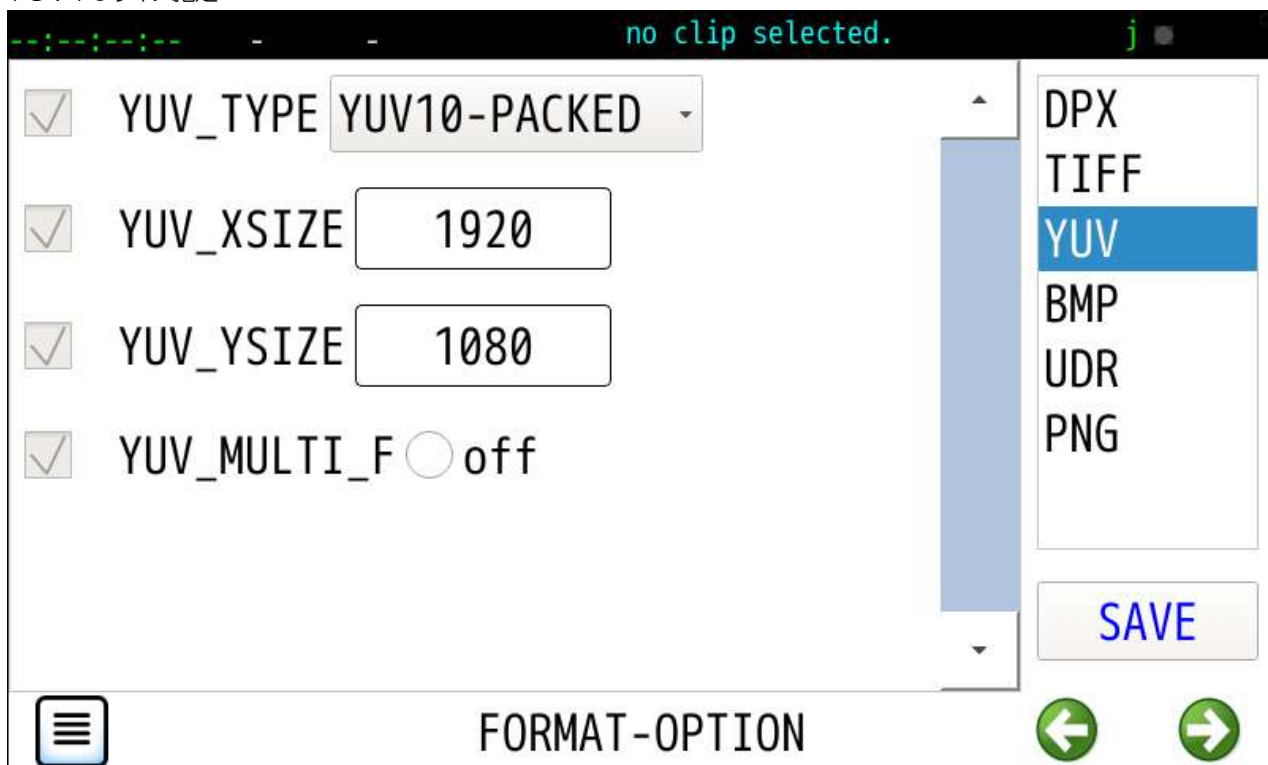 --:--:--:-- - - no clip selected. j
YUV_TYPE YUV10-PACKED
YUV_XSIZE 1920
YUV_YSIZE 1080
YUV_MULTI_F off
DPX
TIFF
YUV
BMP
UDR
PNG
SAVE
FORMAT-OPTION